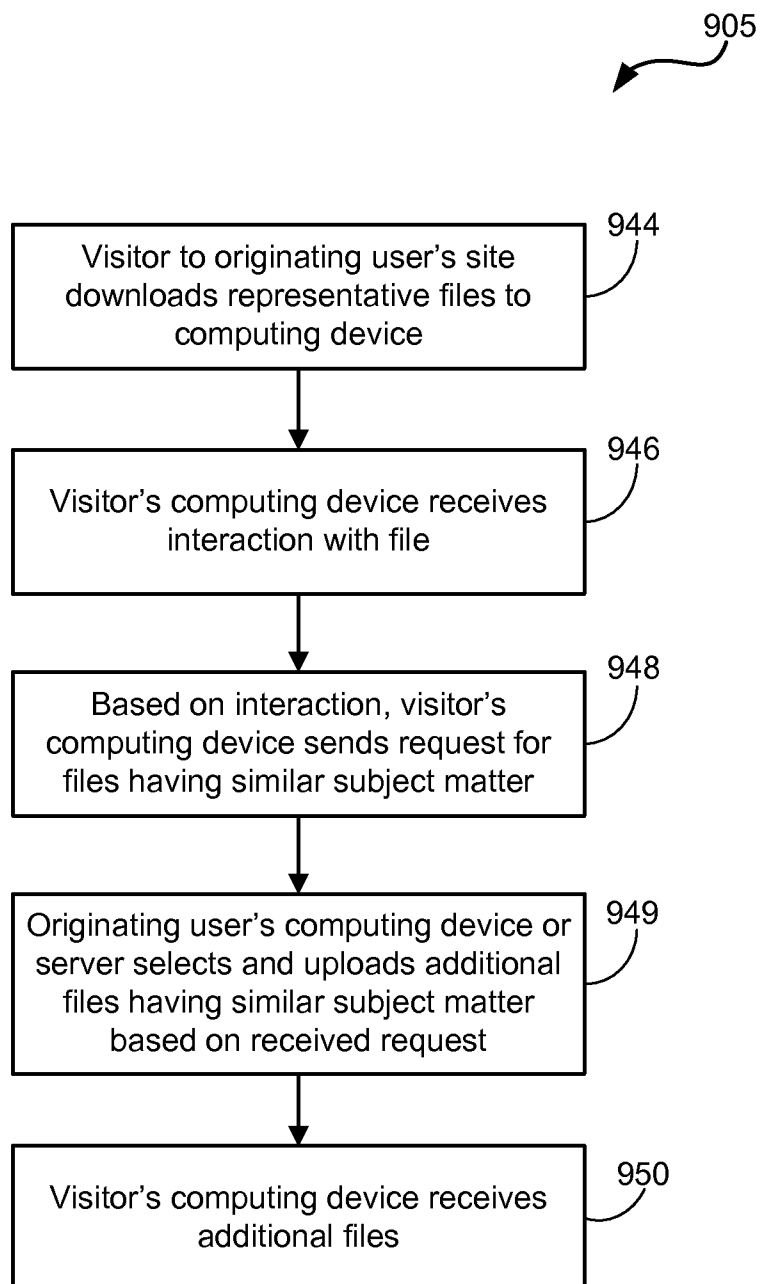 905
944
Visitor to originating user's site
downloads representative files to
computing device
946
Visitor's computing device receives
interaction with file
948
Based on interaction, visitor's
computing device sends request for
files having similar subject matter
949
Originating user's computing device or
server selects and uploads additional
files having similar subject matter
based on received request
950
Visitor's computing device receives
additional files